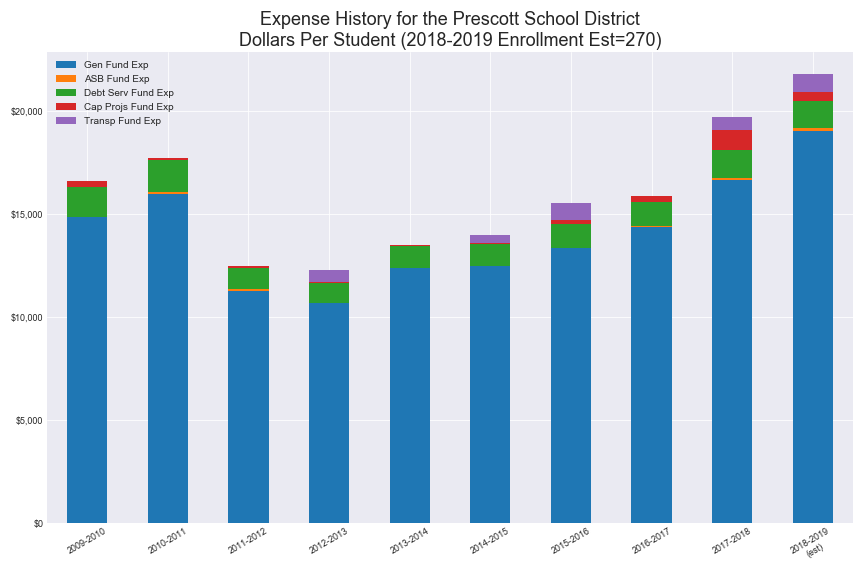 Expense History for the Prescott School District
Dollars Per Student (2018-2019 Enrollment Est=270)
Gen Fund Exp
ASB Fund Exp
Debt Serv Fund Exp
Cap Projs Fund Exp
Transp Fund Exp
$20,000
$15,000
$10,000
$5,000
$0
2009-2010
2010-2011
2011-2012
2012-2013
2013-2014
2014-2015
2015-2016
2016-2017
2017-2018
2018-2019
(est)